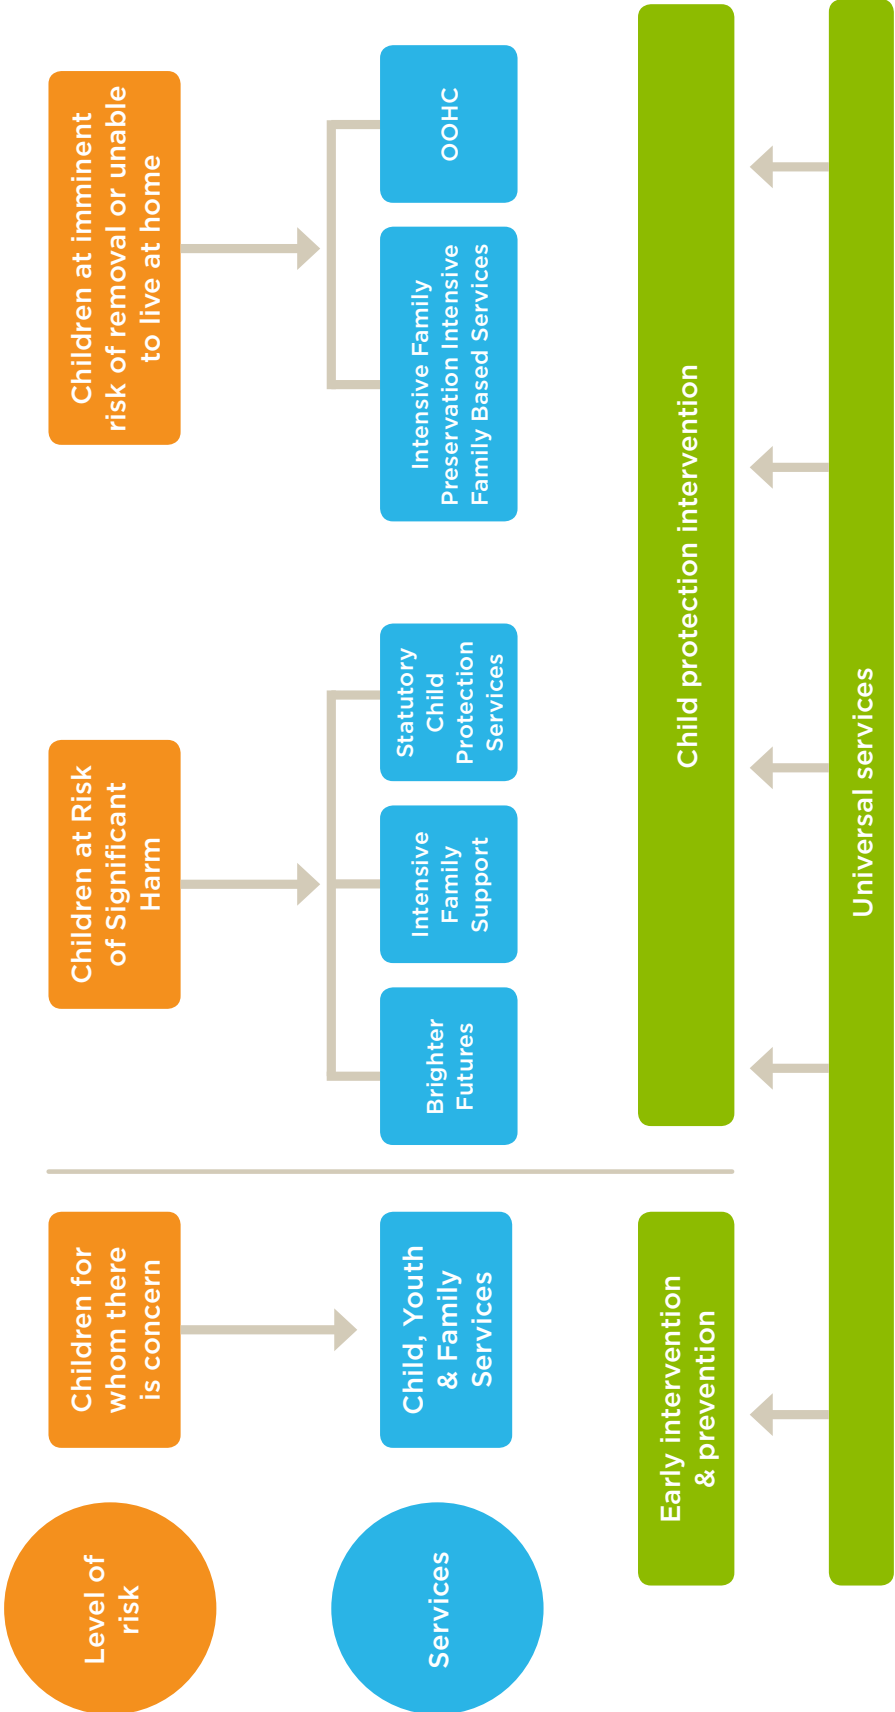 Level of
risk
Children for
whom there
is concern
Children at Risk
of Significant
Harm
Children at imminent
risk of removal or unable
to live at home
Services
Child, Youth
& Family
Services
Brighter
Futures
Intensive
Family
Support
Statutory
Child
Protection
Services
Intensive Family
Preservation Intensive
Family Based Services
OOHC
Early intervention
& prevention
Child protection intervention
Universal services